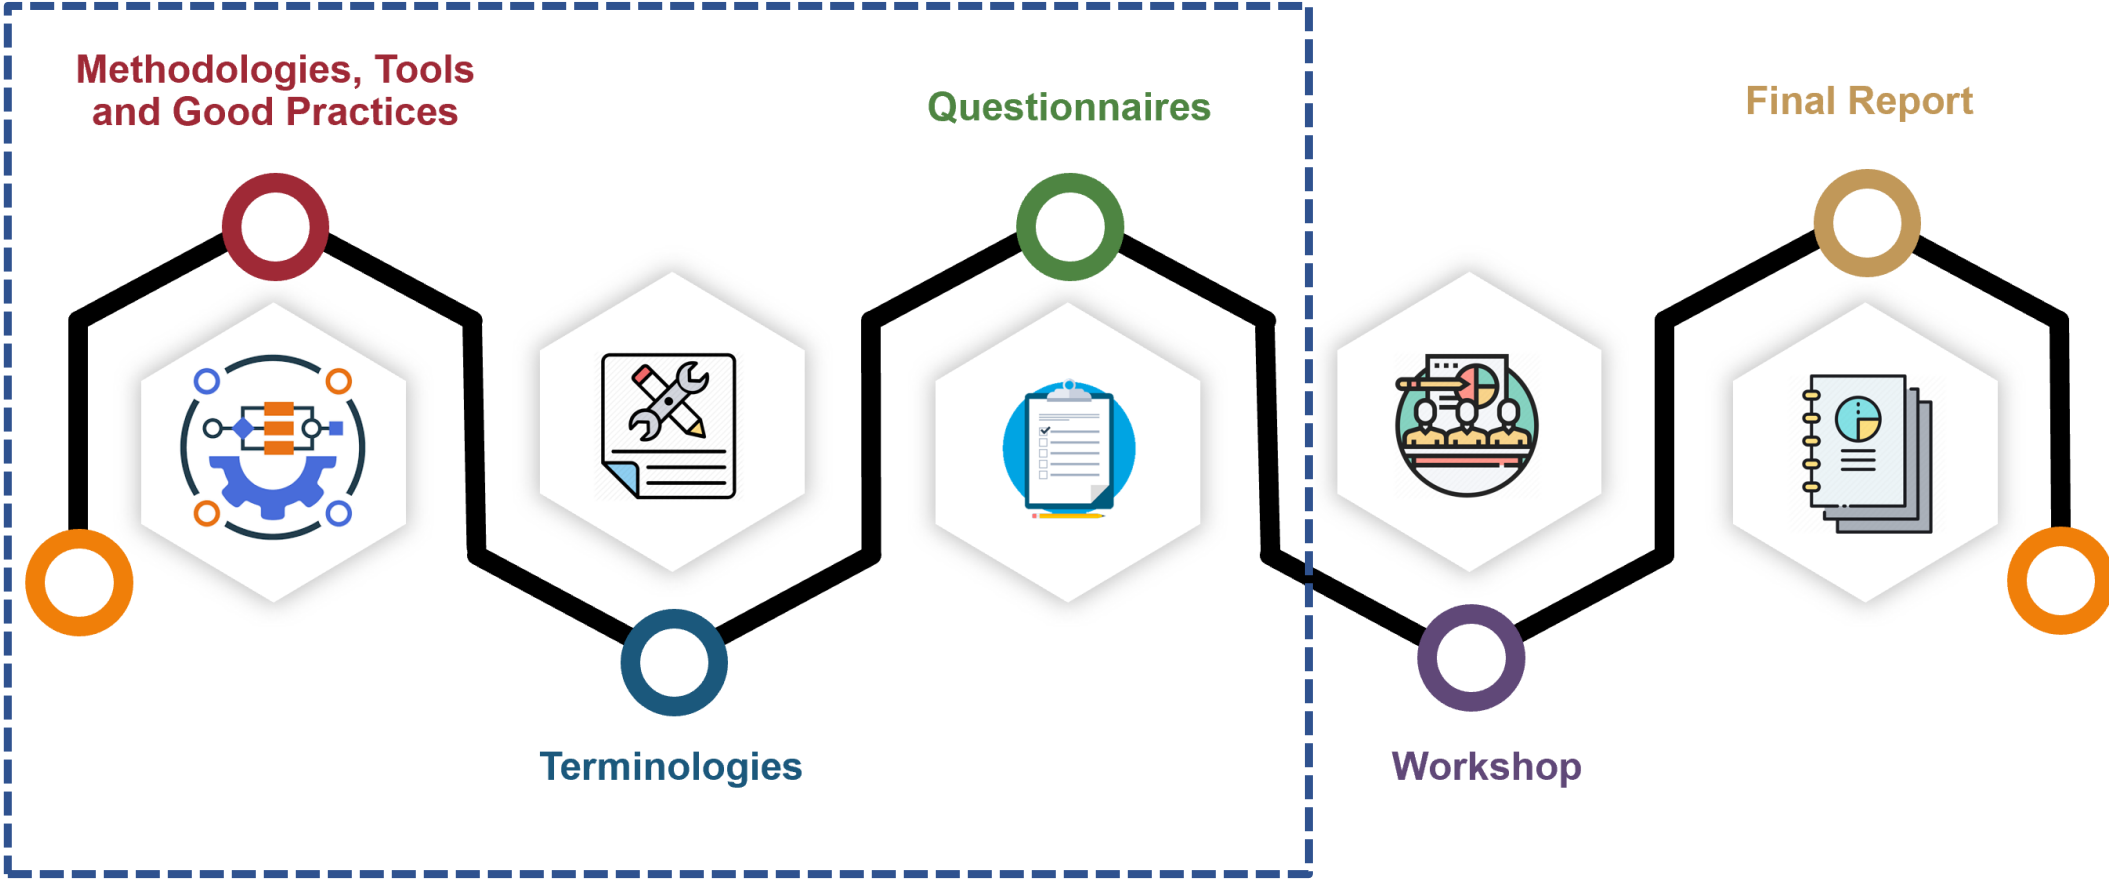 Methodologies, Tools
and Good Practices
Terminologies
Questionnaires
Workshop
Final Report